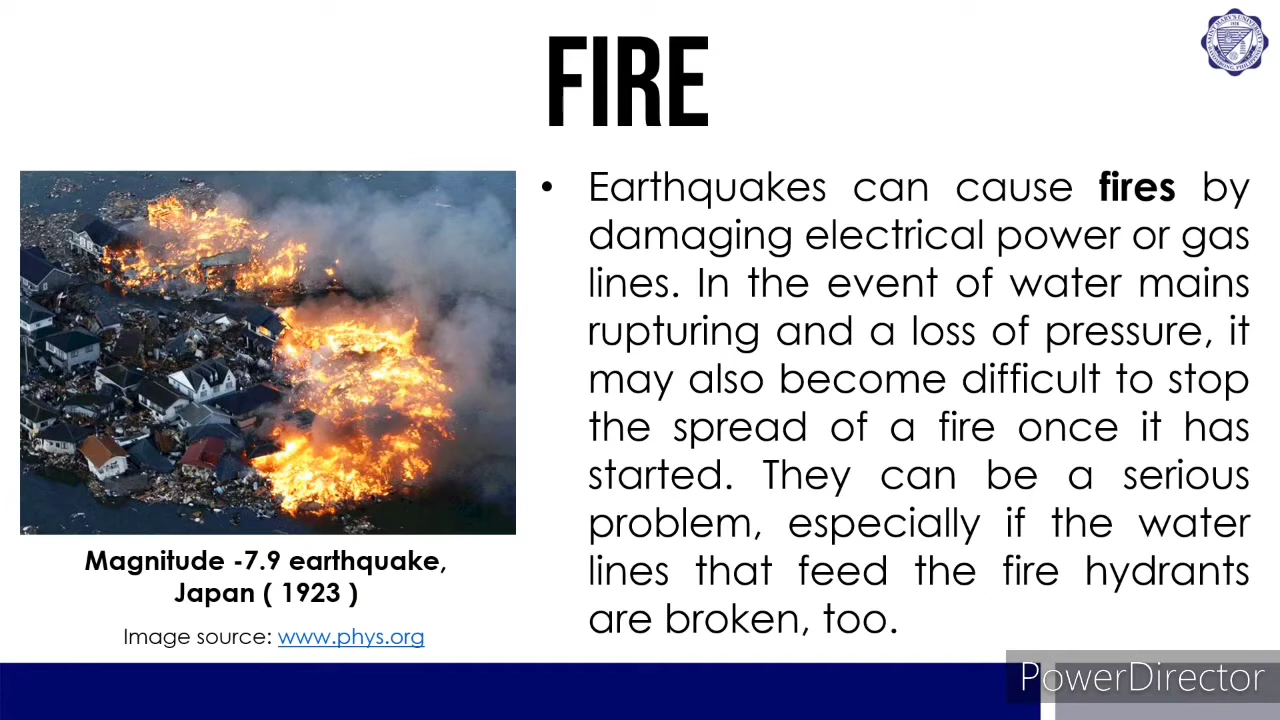 FIRE
• Earthquakes can cause fires by
damaging electrical power or gas
lines. In the event of water mains
rupturing and a loss of pressure, it
may also become difficult to stop
the spread of a fire once it has
started. They can be a serious
problem, especially if the water
lines that feed the fire hydrants
are broken, too.
Magnitude -7.9 earthquake,
Japan ( 1923 )
Image source: www.phys.org
PowerDirector